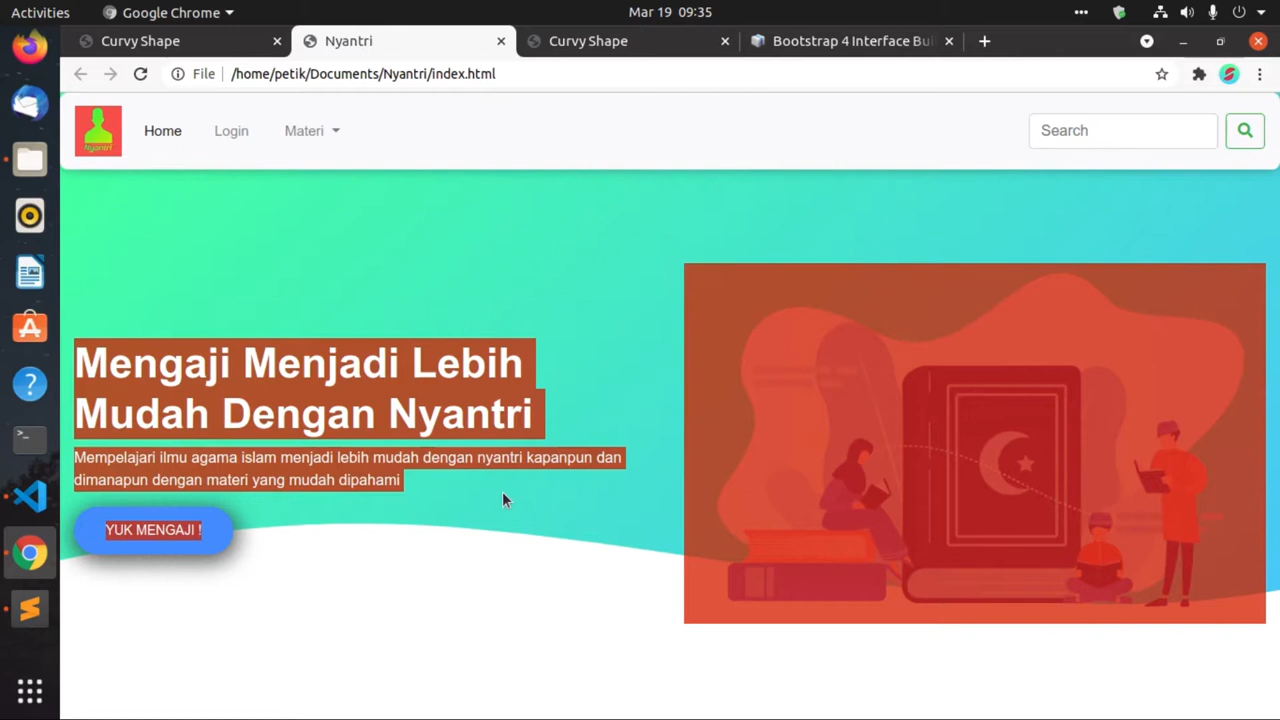 Activities
Google Chrome
Mar 19 09:35
Curvy Shape
Nyantri
Curvy Shape
Bootstrap 4 Interface Bui
File
/home/petik/Documents/Nyantri/index.html
Nyantri
Home
Login
Materi
Search
Mengaji Menjadi Lebih
Mudah Dengan Nyantri
Mempelajari ilmu agama islam menjadi lebih mudah dengan nyantri kapanpun dan
dimanapun dengan materi yang mudah dipahami
YUK MENGAJI !